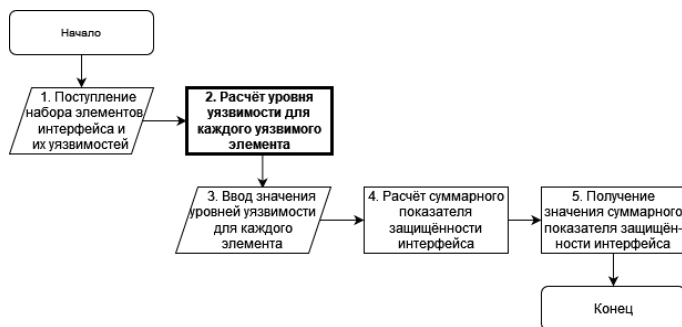 Начало
1. Поступление
набора элементов
интерфейса и
их уязвимостей
2. Расчёт уровня
уязвимости для
каждого уязвимого
элемента
3. Ввод значения
уровней уязвимости
для каждого
элемента
4. Расчёт суммарного
показателя
защищённости
интерфейса
5. Получение
значения суммарного
показателя защищён-
ности интерфейса
Конец